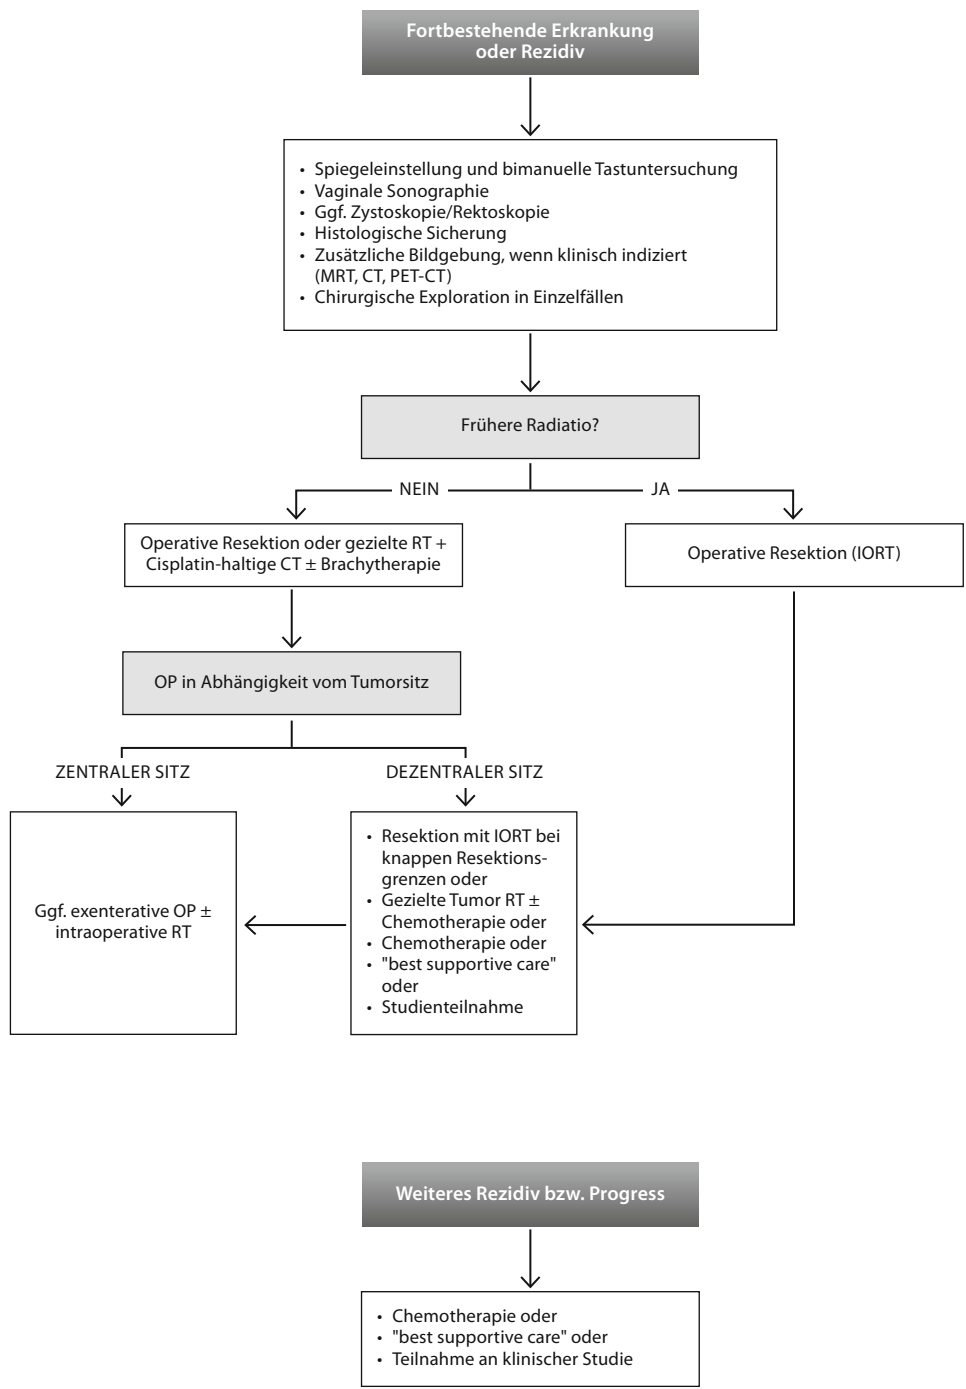 Fortbestehende Erkrankung
oder Rezidiv
• Spiegeleinstellung und bimanuelle Tastuntersuchung
• Vaginale Sonographie
• Ggf. Zystoskopie/Rektoskopie
• Histologische Sicherung
• Zusätzliche Bildgebung, wenn klinisch indiziert
(MRT, CT, PET-CT)
• Chirurgische Exploration in Einzelfällen
Frühere Radiatio?
NEIN
JA
Operative Resektion oder gezielte RT +
Cisplatin-haltige CT ± Brachytherapie
Operative Resektion (IORT)
OP in Abhängigkeit vom Tumorsitz
ZENTRALER SITZ
DEZENTRALER SITZ
Ggf. exenterative OP ±
intraoperative RT
• Resektion mit IORT bei
knappen Resektions-
grenzen oder
• Gezielte Tumor RT ±
Chemotherapie oder
• Chemotherapie oder
• "best supportive care"
oder
• Studienteilnahme
Weiteres Rezidiv bzw. Progress
• Chemotherapie oder
• "best supportive care" oder
• Teilnahme an klinischer Studie